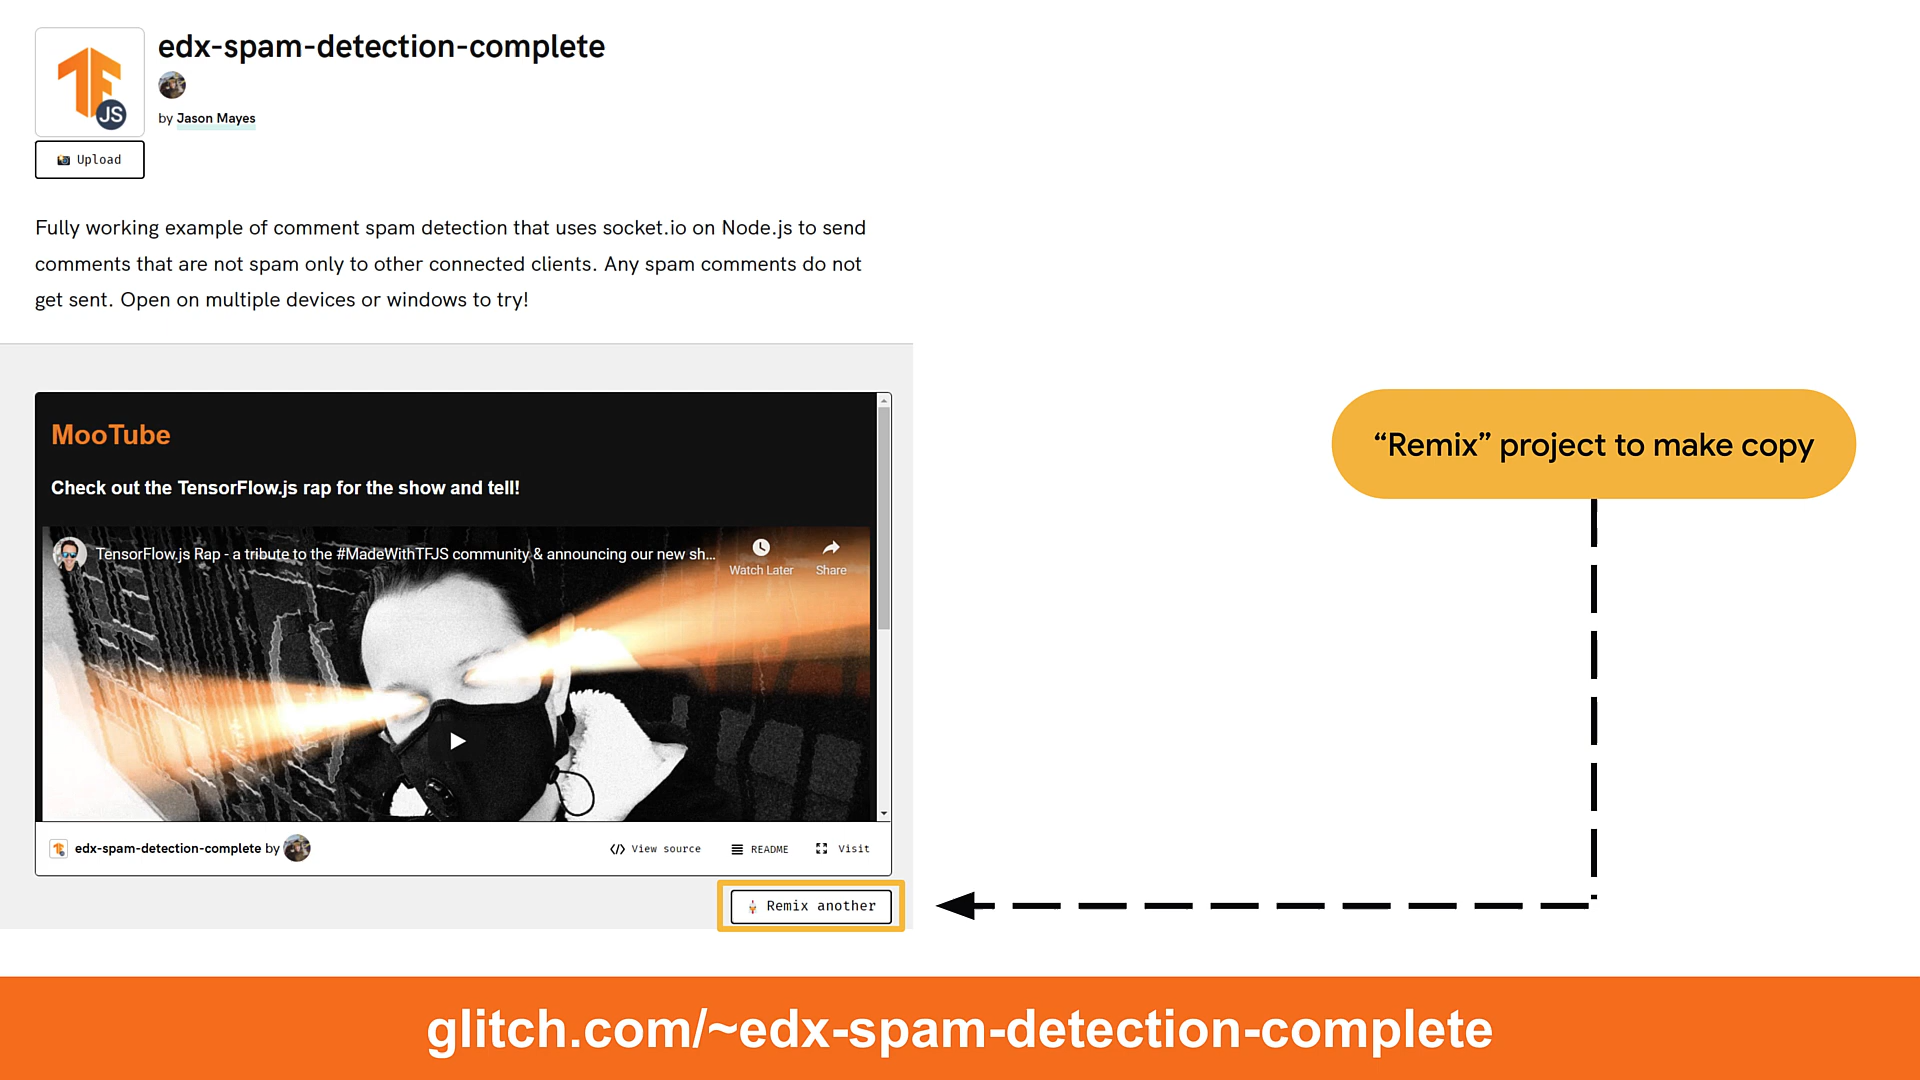 edx-spam-detection-complete
by Jason Mayes
JS
Upload
Fully working example of comment spam detection that uses socket.io on Node.js to send
comments that are not spam only to other connected clients. Any spam comments do not
get sent. Open on multiple devices or windows to try!
MooTube
Check out the TensorFlow.js rap for the show and tell!
TensorFlow.js Rap - a tribute to the #MadeWithTFJS community & announcing our new sh...
Watch Later
Share
edx-spam-detection-complete by
</> View source
README
Visit
Remix another
“Remix” project to make copy
glitch.com/~edx-spam-detection-complete